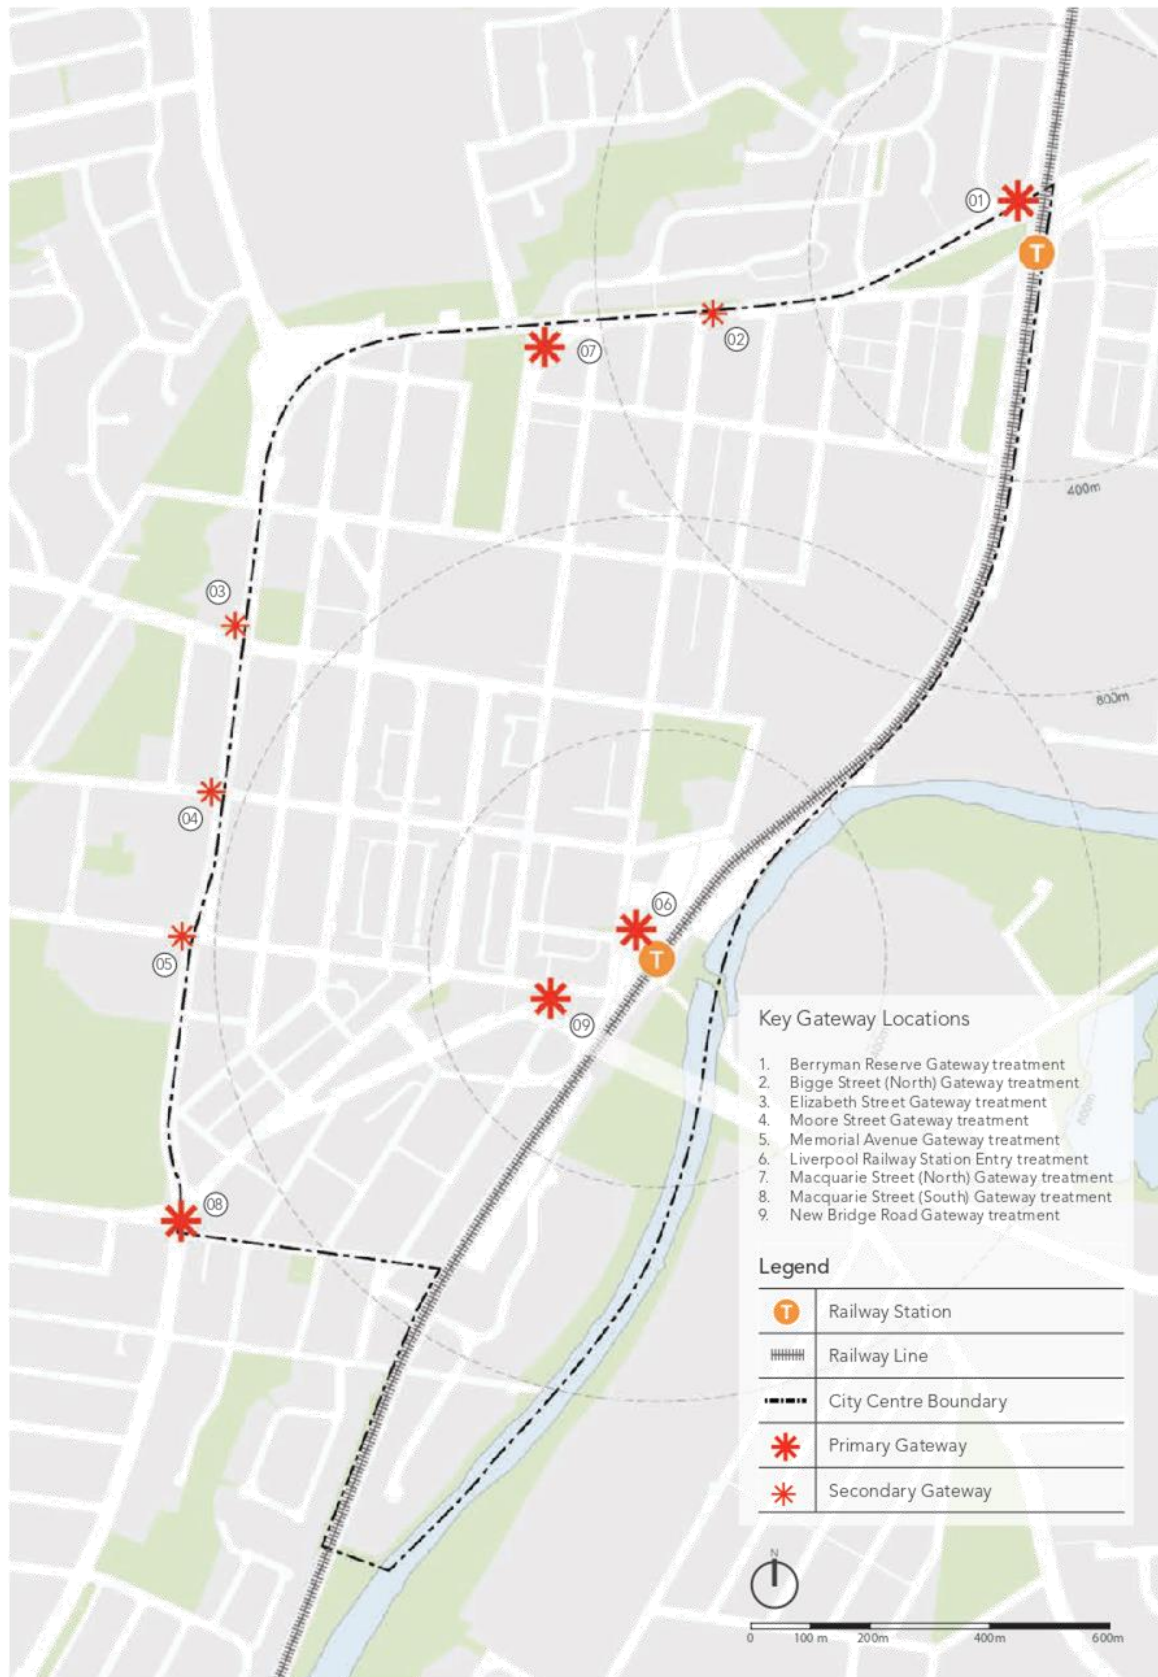 01
T
02
07
400m
03
800m
04
06
T
05
09
08
Key Gateway Locations
1. Berryman Reserve Gateway treatment
2. Bigge Street (North) Gateway treatment
3. Elizabeth Street Gateway treatment
4. Moore Street Gateway treatment
5. Memorial Avenue Gateway treatment
6. Liverpool Railway Station Entry treatment
7. Macquarie Street (North) Gateway treatment
8. Macquarie Street (South) Gateway treatment
9. New Bridge Road Gateway treatment
800m
Legend
T Railway Station
Railway Line
City Centre Boundary
Primary Gateway
Secondary Gateway
N
0 100 m 200m 400m 600m